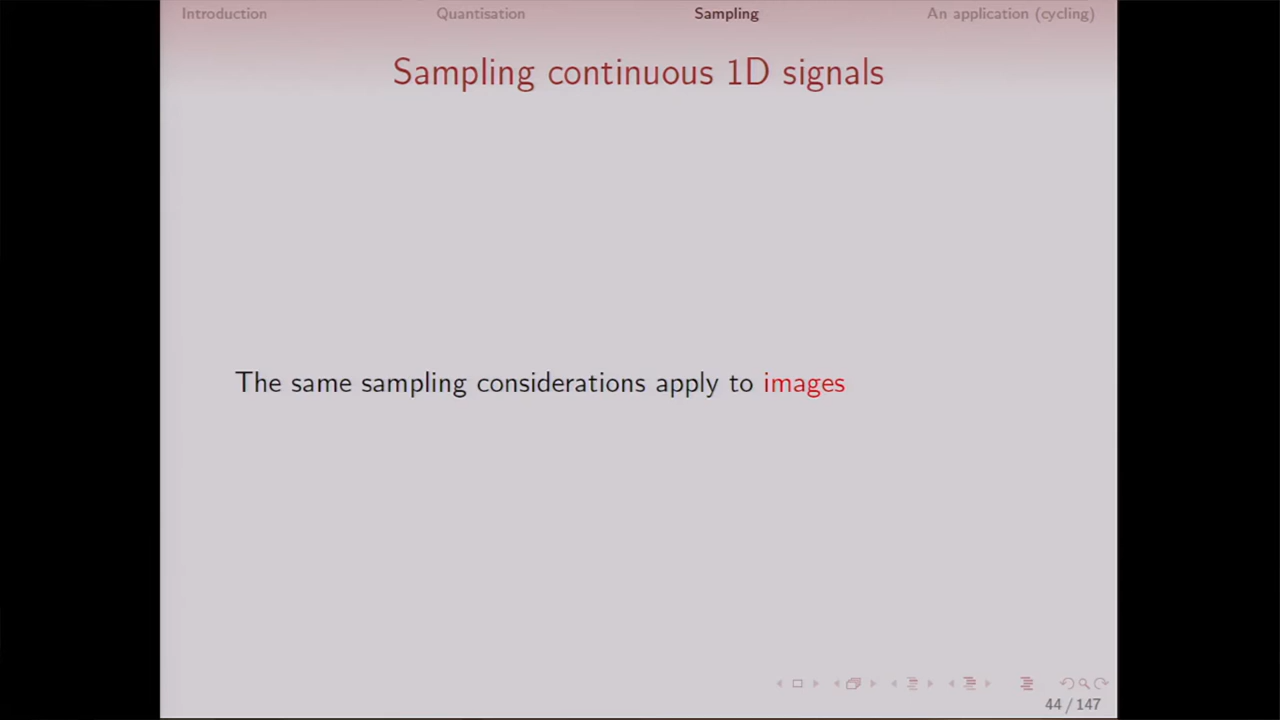 Introduction Quantisation Sampling An application (cycling)
Sampling continuous 1D signals
The same sampling considerations apply to images
44 / 147